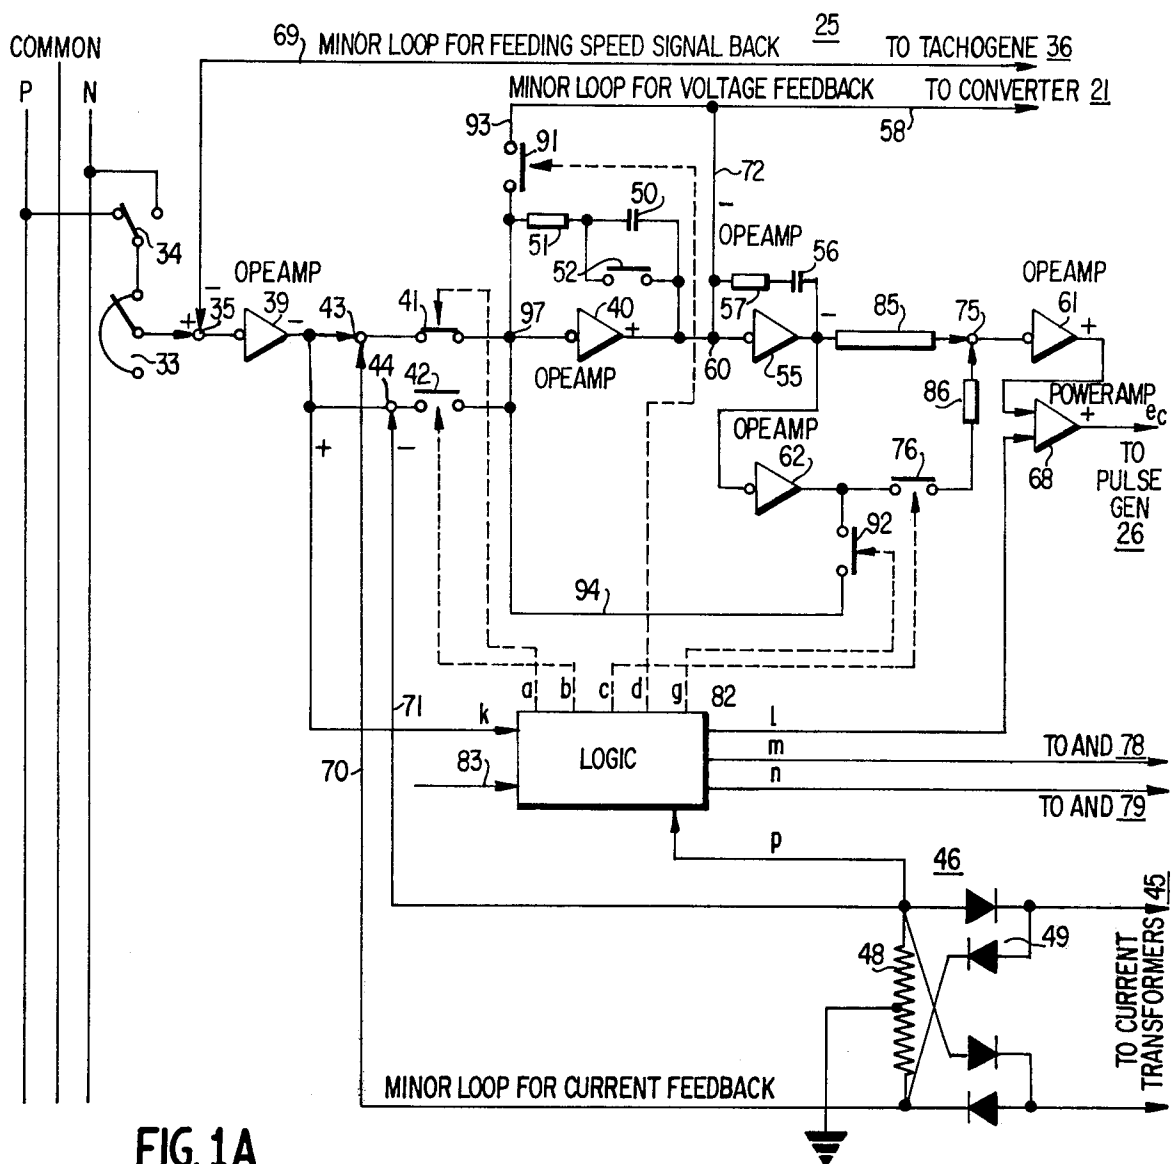 69 MINOR LOOP FOR FEEDING SPEED SIGNAL BACK 25 TO TACHOGENE 36
COMMON
P N
MINOR LOOP FOR VOLTAGE FEEDBACK TO CONVERTER 21
93 91 58
72
50
51
34
52
OPEAMP
56
57
OPEAMP
- 35 39 - 43 41 97 40 + - 85 75 OPEAMP 61 +
+
33
44 42 OPEAMP 60 55 86
POWERAMP
+ - OPEAMP 62 76 68 + ec
TO
PULSE
GEN
26
92
94
a b c d g 82
71 k l
LOGIC
m TO AND 78
70 83 n
TO AND 79
p
46
48 49
TO CURRENT
TRANSFORMERS 45
MINOR LOOP FOR CURRENT FEEDBACK
FIG. 1A